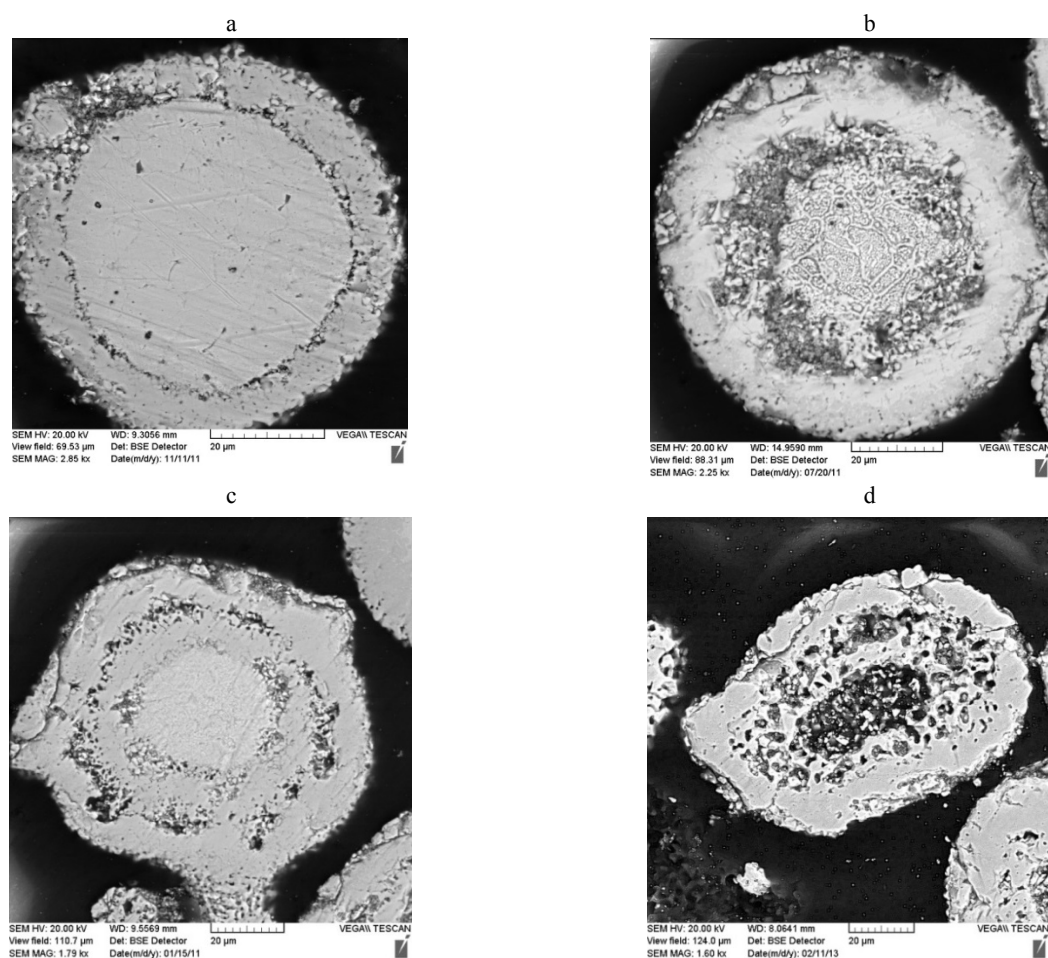 a
b
SEM HV: 20.00 kV WD: 9.3056 mm
View field: 69.53 µm Det: BSE Detector 20 µm
SEM MAG: 2.85 kx Date(m/d/y): 11/11/11
VEGA\\ TESCAN
SEM HV: 20.00 kV WD: 14.9590 mm
View field: 88.31 µm Det: BSE Detector 20 µm
SEM MAG: 2.25 kx Date(m/d/y): 07/20/11
VEGA\\ TESCAN
c
d
SEM HV: 20.00 kV WD: 9.5569 mm
View field: 110.7 µm Det: BSE Detector 20 µm
SEM MAG: 1.79 kx Date(m/d/y): 01/15/11
VEGA\\ TESCAN
SEM HV: 20.00 kV WD: 8.0641 mm
View field: 124.0 µm Det: BSE Detector 20 µm
SEM MAG: 1.60 kx Date(m/d/y): 02/11/13
VEGA\\ TESCAN